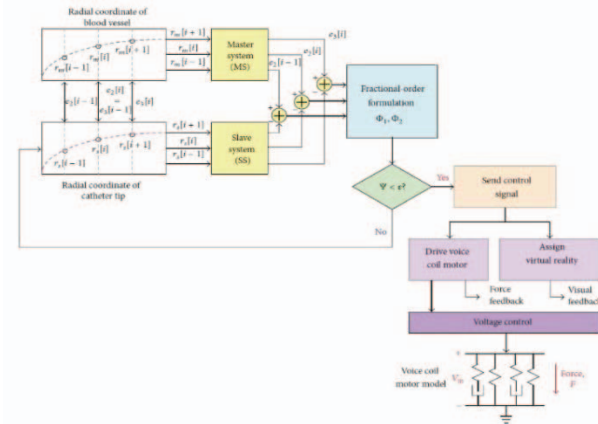 Radial coordinate of
blood vessel
r_m[i + 1]
r_m[i]
r_m[i − 1]
r_m[i − 1]
r_m[i]
r_m[i + 1]
Master
system
(MS)
e_3[i]
e_2[i − 1]
e_2[i]
e_2[i − 1]
e_3[i]
e_3[i − 1]
Fractional-order
formulation
Φ_1, Φ_2
r_s[i − 1]
r_s[i]
r_s[i + 1]
r_s[i + 1]
r_s[i]
r_s[i − 1]
Slave
system
(SS)
Radial coordinate of
catheter tip
Yes
No
Send control
signal
Drive voice
coil motor
Assign
virtual reality
Force
feedback
Visual
feedback
Voltage control
Voice coil
motor model
V_in
+
−
Force,
F